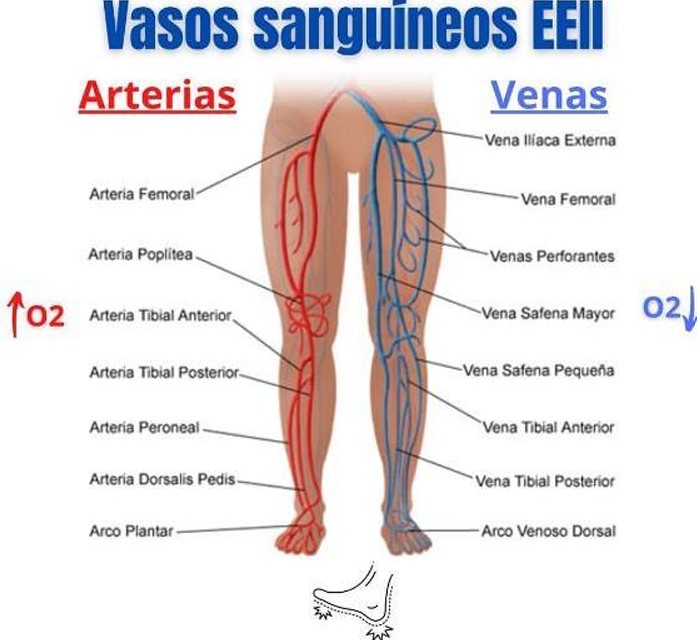 Vasos sanguíneos EEII
Arterias
Venas
Arteria Femoral
Arteria Poplítea
↑O2
Arteria Tibial Anterior
Arteria Tibial Posterior
Arteria Peroneal
Arteria Dorsalis Pedis
Arco Plantar
Vena Ilíaca Externa
Vena Femoral
Venas Perforantes
Vena Safena Mayor
O2↓
Vena Safena Pequeña
Vena Tibial Anterior
Vena Tibial Posterior
Arco Venoso Dorsal